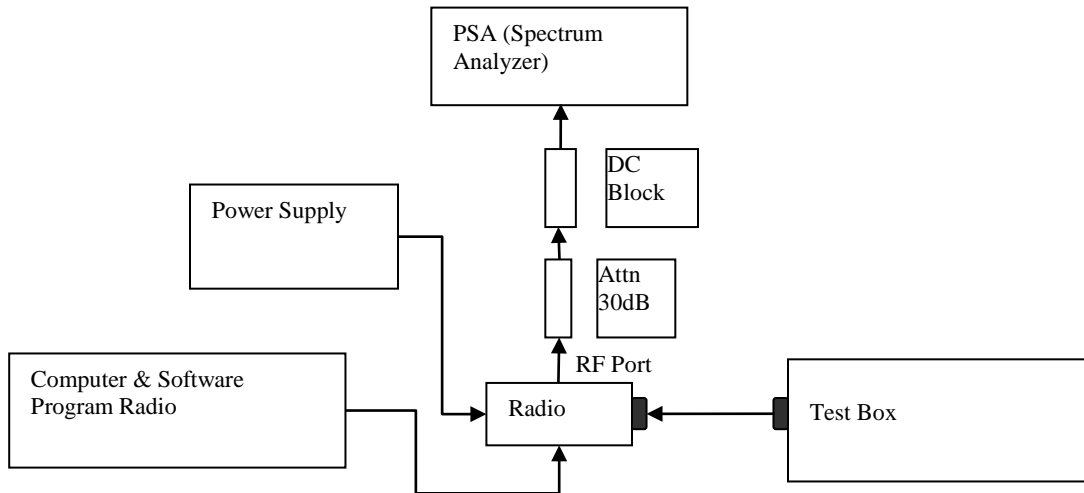 PSA (Spectrum
Analyzer)
DC
Block
Power Supply
Attn
30dB
RF Port
Computer & Software
Program Radio
Radio
Test Box